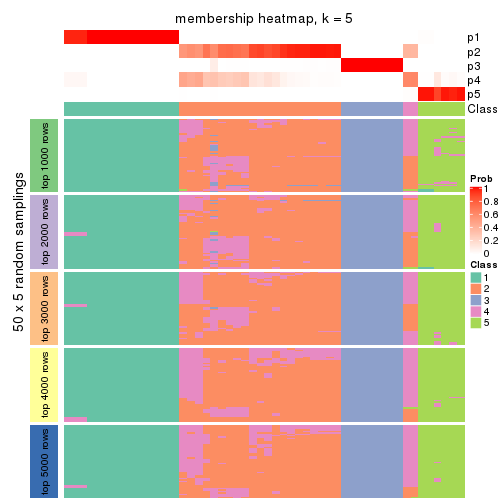 membership heatmap, k = 5
p1
p2
p3
p4
p5
Class
50 x 5 random samplings
top 1000 rows
top 2000 rows
top 3000 rows
top 4000 rows
top 5000 rows
Prob
1
0.8
0.6
0.4
0.2
0
Class
1
2
3
4
5